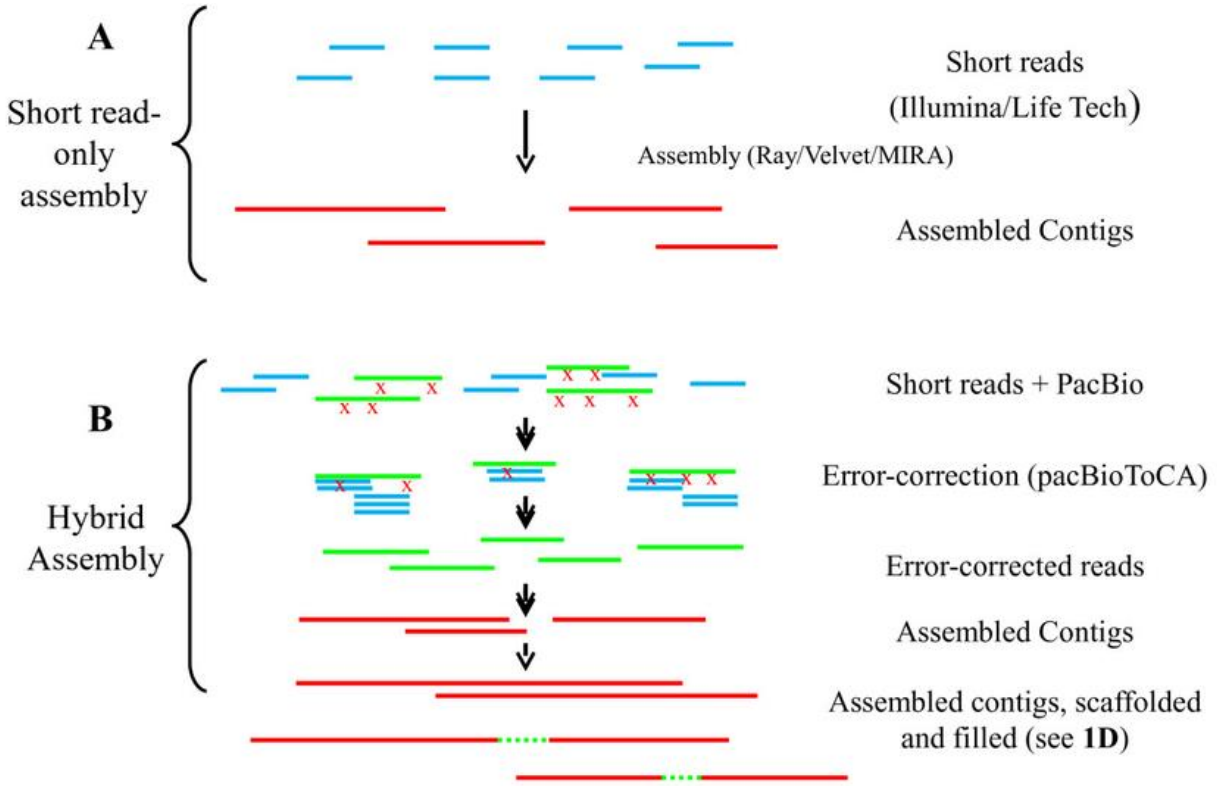 A
Short read-
only
assembly
Short reads
(Illumina/Life Tech)
Assembly (Ray/Velvet/MIRA)
Assembled Contigs
B
Hybrid
Assembly
Short reads + PacBio
x x
x x
x x
x x x
Error-correction (pacBioToCA)
x x
x
x x x
Error-corrected reads
Assembled Contigs
Assembled contigs, scaffolded
and filled (see 1D)